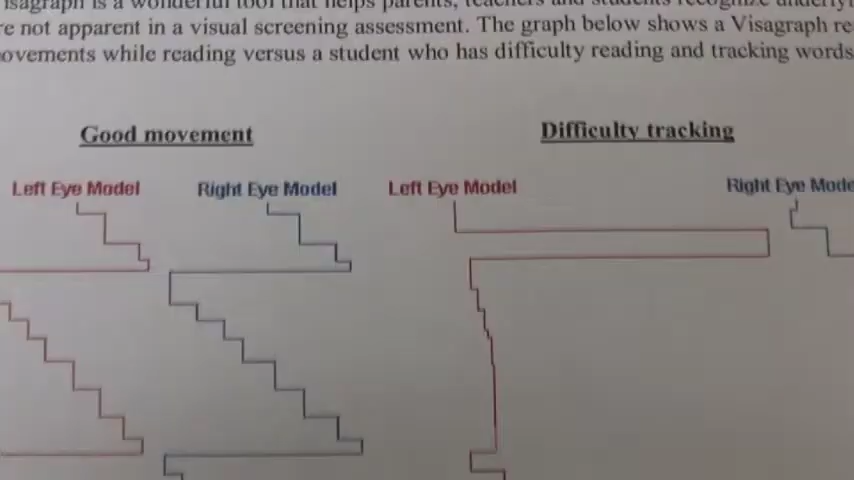 isagraph is a wonderful tool that helps parents, teachers and students recognize
re not apparent in a visual screening assessment. The graph below shows a Visagraph re
ovements while reading versus a student who has difficulty reading and tracking words
Good movement
Difficulty tracking
Left Eye Model
Right Eye Model
Left Eye Model
Right Eye Mode